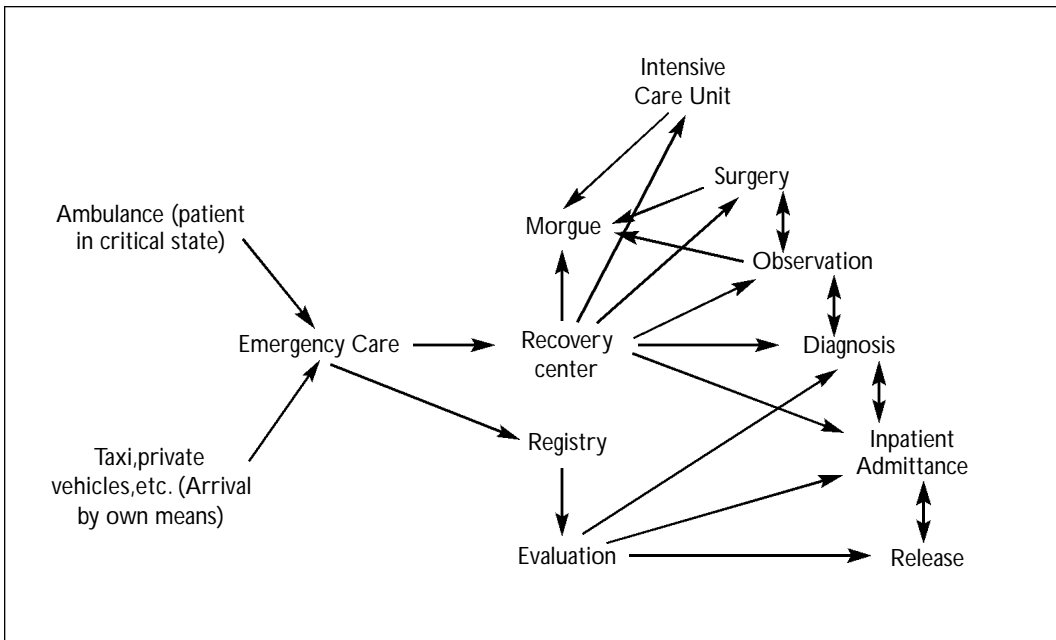 Intensive
Care Unit
Surgery
Ambulance (patient
in critical state)
Morgue
Observation
Emergency Care
Recovery
center
Diagnosis
Registry
Inpatient
Admittance
Taxi,private
vehicles,etc. (Arrival
by own means)
Evaluation
Release